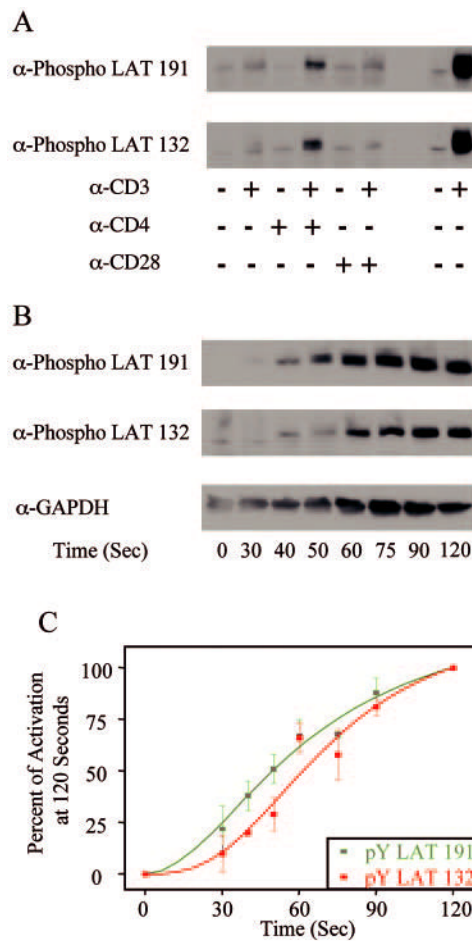 A
α-Phospho LAT 191
α-Phospho LAT 132
α-CD3 - + - + - + - +
α-CD4 - - + + - - - -
α-CD28 - - - - + + - -
B
α-Phospho LAT 191
α-Phospho LAT 132
α-GAPDH
Time (Sec) 0 30 40 50 60 75 90 120
C
Percent of Activation
at 120 Seconds
100
75
50
25
0
pY LAT 191
pY LAT 132
0 30 60 90 120
Time (Sec)